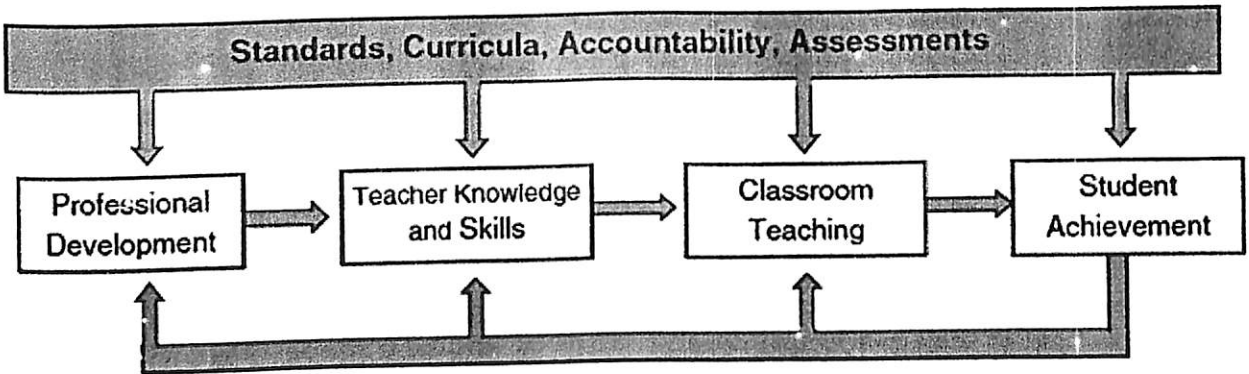 Standards, Curricula, Accountability, Assessments
Professional
Development
Teacher Knowledge
and Skills
Classroom
Teaching
Student
Achievement